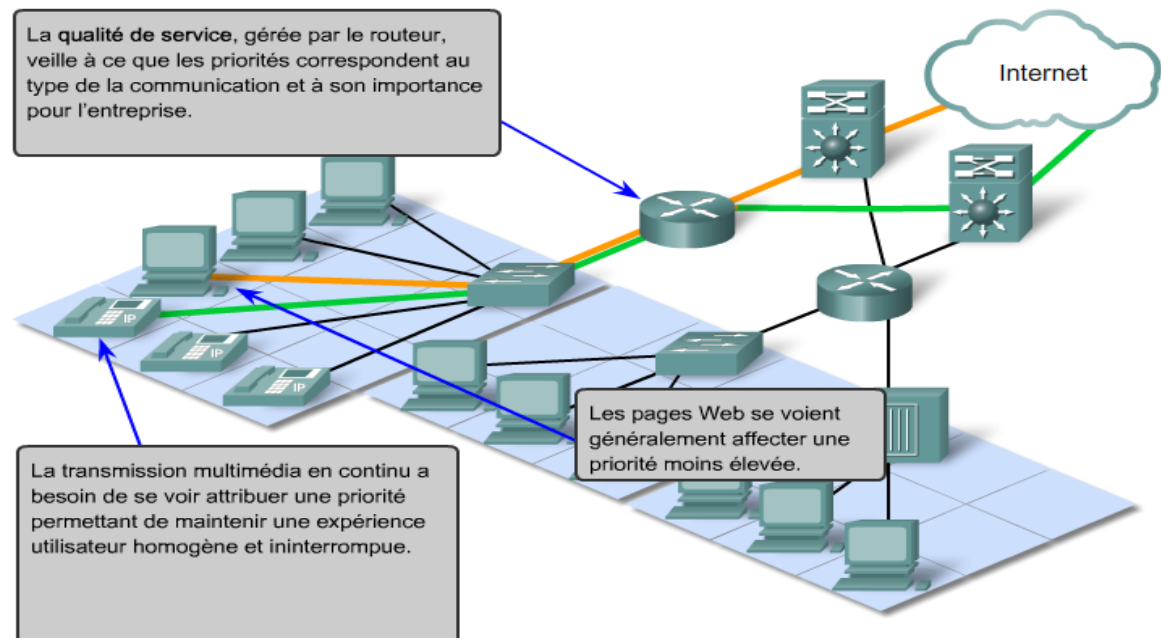 La qualité de service, gérée par le routeur,
veille à ce que les priorités correspondent au
type de la communication et à son importance
pour l'entreprise.
Internet
IP
IP
IP
Les pages Web se voient
généralement affecter une
priorité moins élevée.
La transmission multimédia en continu a
besoin de se voir attribuer une priorité
permettant de maintenir une expérience
utilisateur homogène et ininterrompue.